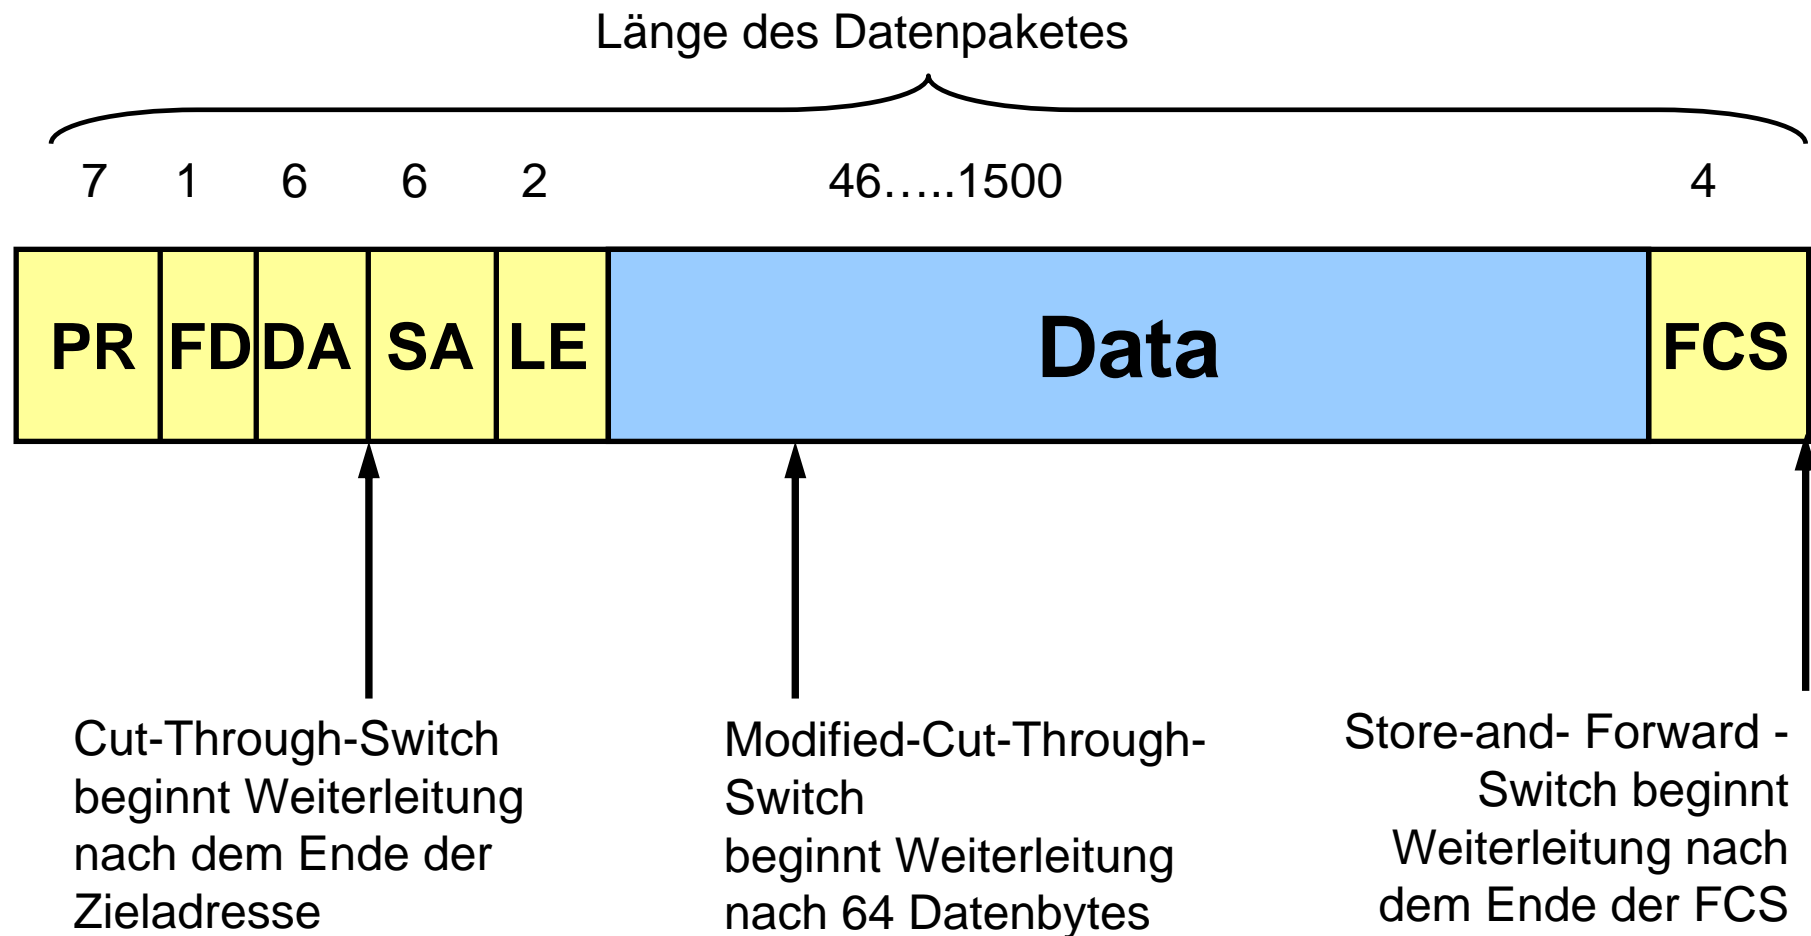 Länge des Datenpaketes
7 1 6 6 2 46…..1500 4
PR FD DA SA LE Data FCS
Cut-Through-Switch
beginnt Weiterleitung
nach dem Ende der
Zieladresse
Modified-Cut-Through-
Switch
beginnt Weiterleitung
nach 64 Datenbytes
Store-and- Forward -
Switch beginnt
Weiterleitung nach
dem Ende der FCS